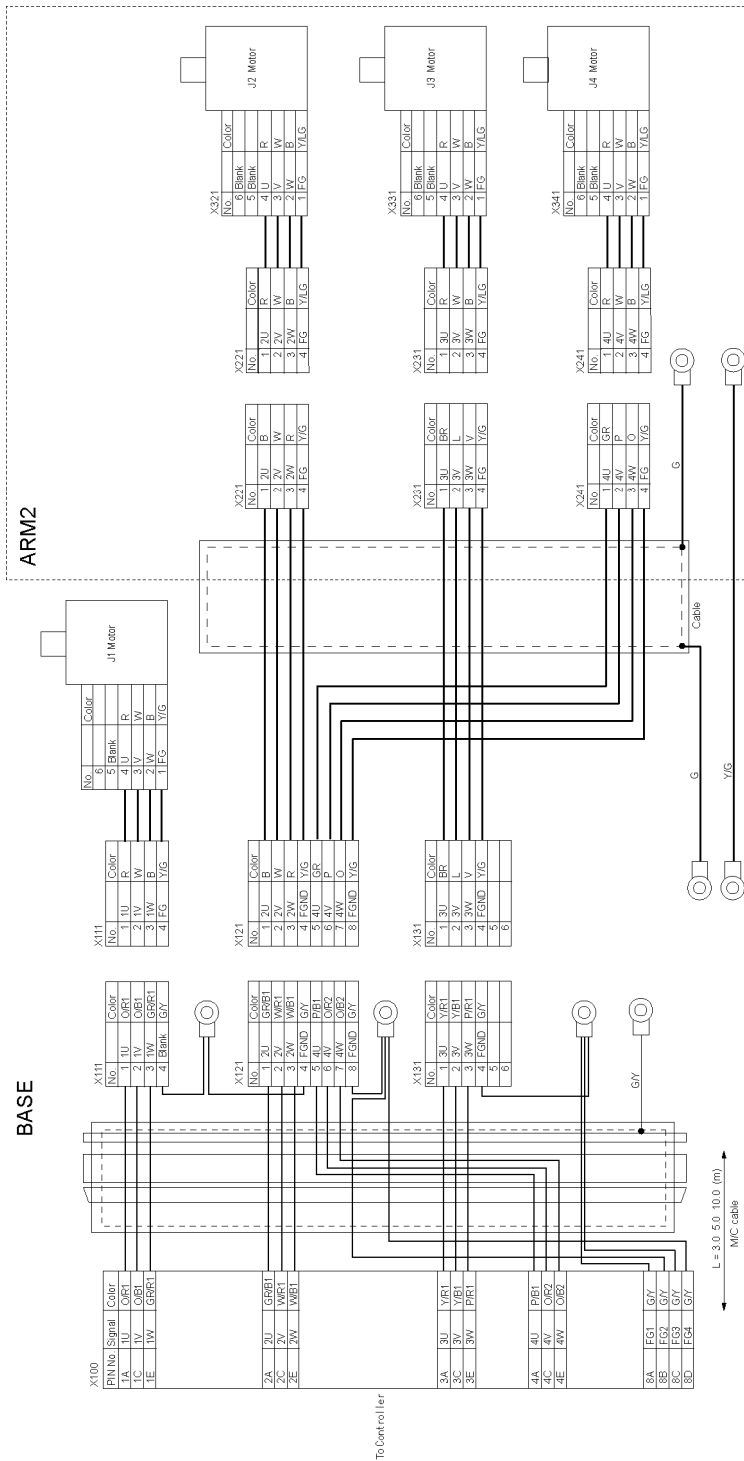 BASE
ARM2
To Controller
X100
PIN No. Signal Color
1A 1U O/R1
1C 1V O/B1
1E 1W GR/R1
2A 2U GR/B1
2C 2V W/R1
2E 2W W/B1
3A 3U Y/R1
3C 3V Y/B1
3E 3W P/R1
4A 4U P/B1
4C 4V O/R2
4E 4W O/B2
8A FG1 G/Y
8B FG2 G/Y
8C FG3 G/Y
8D FG4 G/Y
L = 3.0 5.0 10.0 (m)
M/C cable
G/Y
X111
No. Color
1 1U O/R1
2 1V O/B1
3 1W GR/R1
4 Blank G/Y
X121
No. Color
1 2U GR/B1
2 2V W/R1
3 2W W/B1
4 FGND G/Y
5 4U P/B1
6 4V O/R2
7 4W O/B2
8 FGND G/Y
X131
No. Color
1 3U Y/R1
2 3V Y/B1
3 3W P/R1
4 FGND G/Y
5
6
X111
No. Color
1 1U R
2 1V W
3 1W B
4 FG Y/G
X121
No. Color
1 2U B
2 2V W
3 2W R
4 FGND Y/G
5 4U GR
6 4V P
7 4W O
8 FGND Y/G
X131
No. Color
1 3U BR
2 3V L
3 3W V
4 FGND Y/G
5
6
No. Color
6
5 Blank
4 U R
3 V W
2 W B
1 FG Y/G
J1 Motor
Cable
G
G
Y/G
X221
No. Color
1 2U B
2 2V W
3 2W R
4 FG Y/G
X231
No. Color
1 3U BR
2 3V L
3 3W V
4 FG Y/G
X241
No. Color
1 4U GR
2 4V P
3 4W O
4 FG Y/G
X221
No. Color
1 2U R
2 2V W
3 2W B
4 FG Y/LG
X231
No. Color
1 3U R
2 3V W
3 3W B
4 FG Y/LG
X241
No. Color
1 4U R
2 4V W
3 4W B
4 FG Y/LG
X321
No. Color
6 Blank
5 Blank
4 U R
3 V W
2 W B
1 FG Y/LG
J2 Motor
X331
No. Color
6 Blank
5 Blank
4 U R
3 V W
2 W B
1 FG Y/LG
J3 Motor
X341
No. Color
6 Blank
5 Blank
4 U R
3 V W
2 W B
1 FG Y/LG
J4 Motor